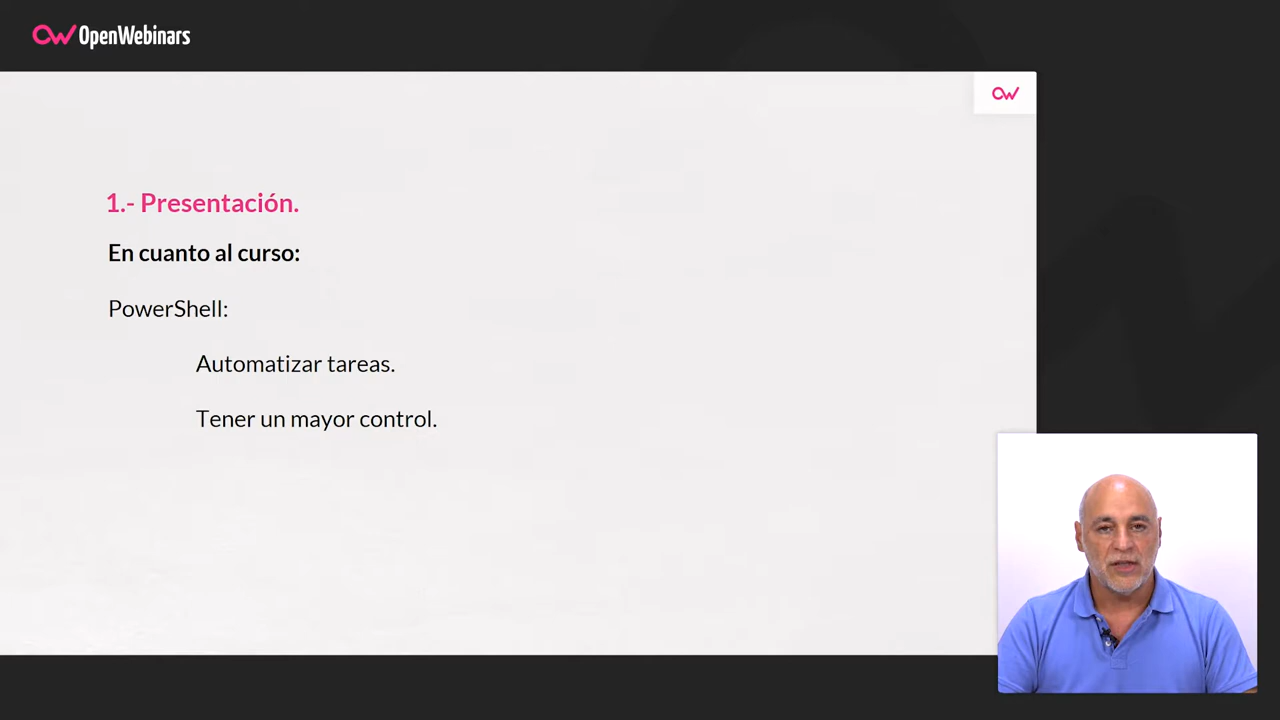 OpenWebinars
1.- Presentación.
En cuanto al curso:
PowerShell:
Automatizar tareas.
Tener un mayor control.